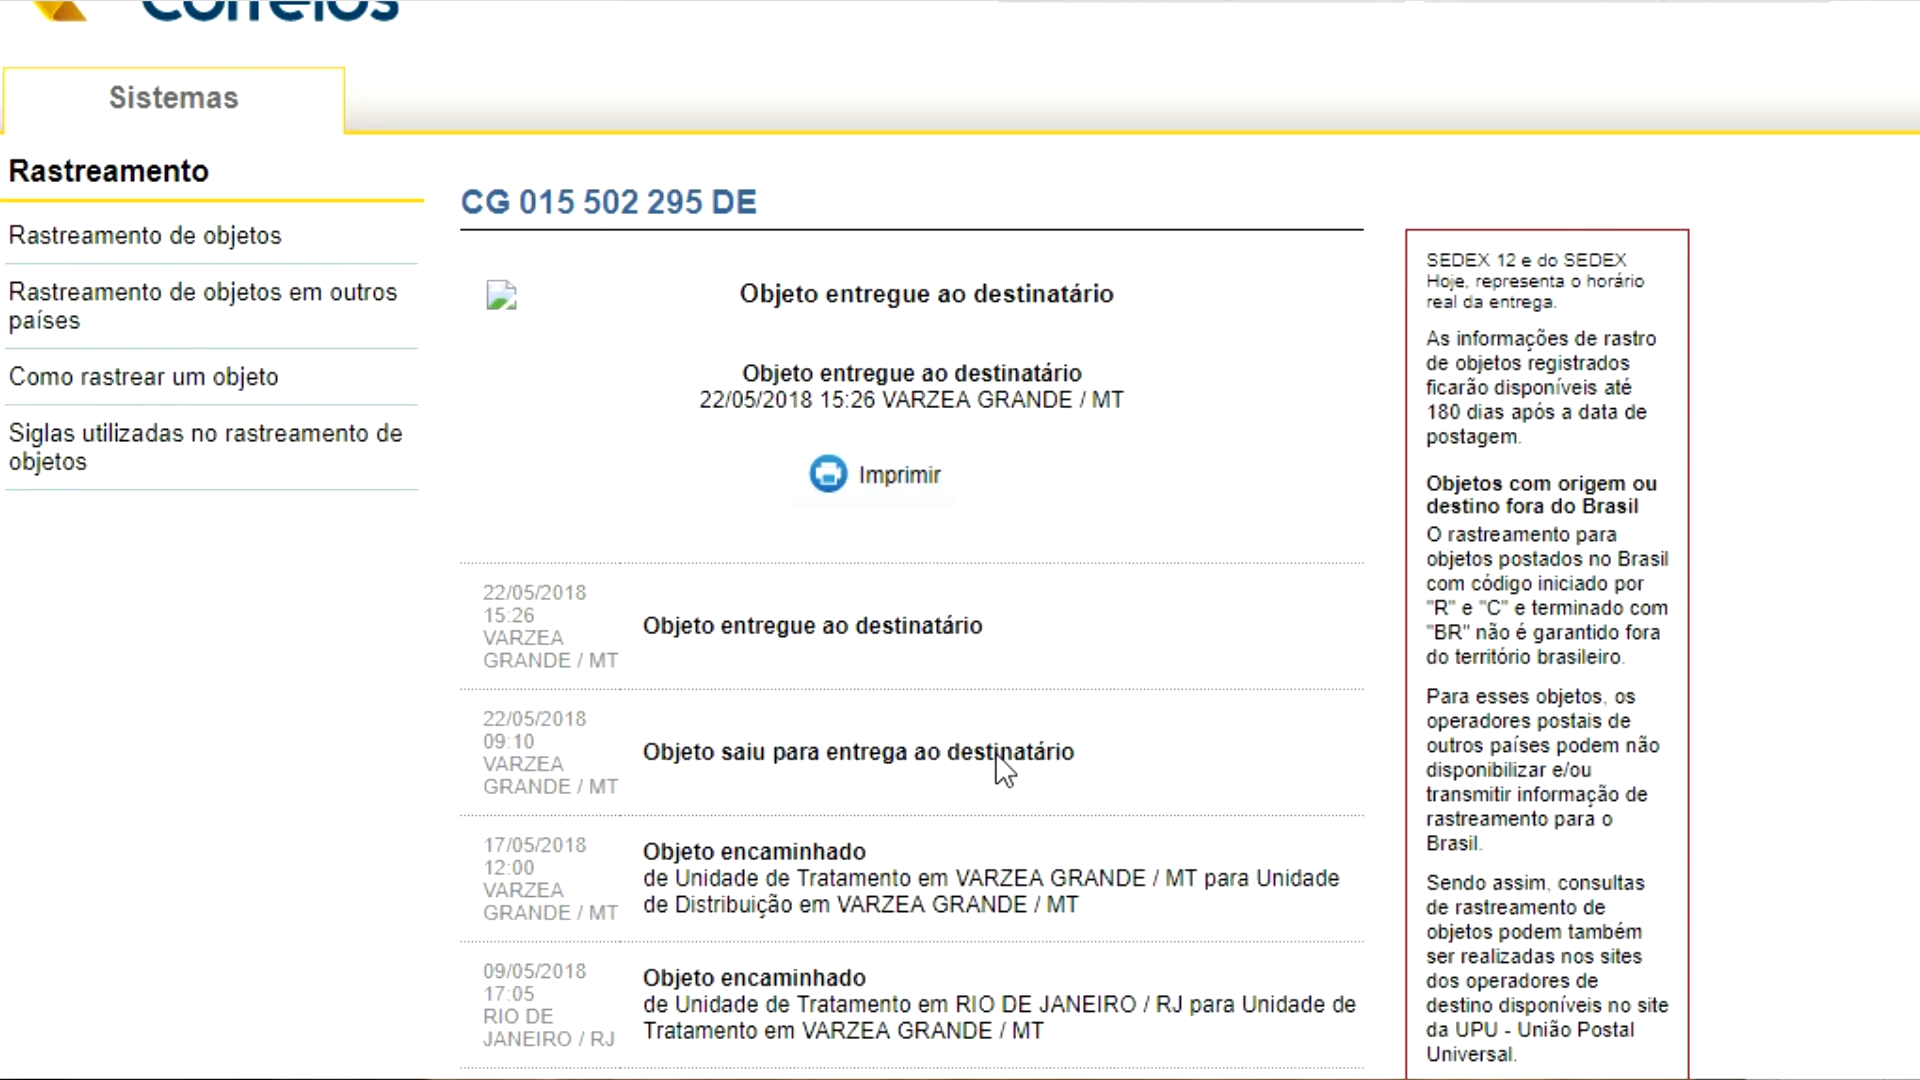 Correios
Sistemas
Rastreamento
Rastreamento de objetos
Rastreamento de objetos em outros
países
Como rastrear um objeto
Siglas utilizadas no rastreamento de
objetos
CG 015 502 295 DE
Objeto entregue ao destinatário
Objeto entregue ao destinatário
22/05/2018 15:26 VARZEA GRANDE / MT
Imprimir
22/05/2018
15:26
VARZEA
GRANDE / MT
Objeto entregue ao destinatário
22/05/2018
09:10
VARZEA
GRANDE / MT
Objeto saiu para entrega ao destinatário
17/05/2018
12:00
VARZEA
GRANDE / MT
Objeto encaminhado
de Unidade de Tratamento em VARZEA GRANDE / MT para Unidade
de Distribuição em VARZEA GRANDE / MT
09/05/2018
17:05
RIO DE
JANEIRO / RJ
Objeto encaminhado
de Unidade de Tratamento em RIO DE JANEIRO / RJ para Unidade de
Tratamento em VARZEA GRANDE / MT
SEDEX 12 e do SEDEX
Hoje, representa o horário
real da entrega.
As informações de rastro
de objetos registrados
ficarão disponíveis até
180 dias após a data de
postagem.
Objetos com origem ou
destino fora do Brasil
O rastreamento para
objetos postados no Brasil
com código iniciado por
"R" e "C" e terminado com
"BR" não é garantido fora
do território brasileiro.
Para esses objetos, os
operadores postais de
outros países podem não
disponibilizar e/ou
transmitir informação de
rastreamento para o
Brasil.
Sendo assim, consultas
de rastreamento de
objetos podem também
ser realizadas nos sites
dos operadores de
destino disponíveis no site
da UPU - União Postal
Universal.